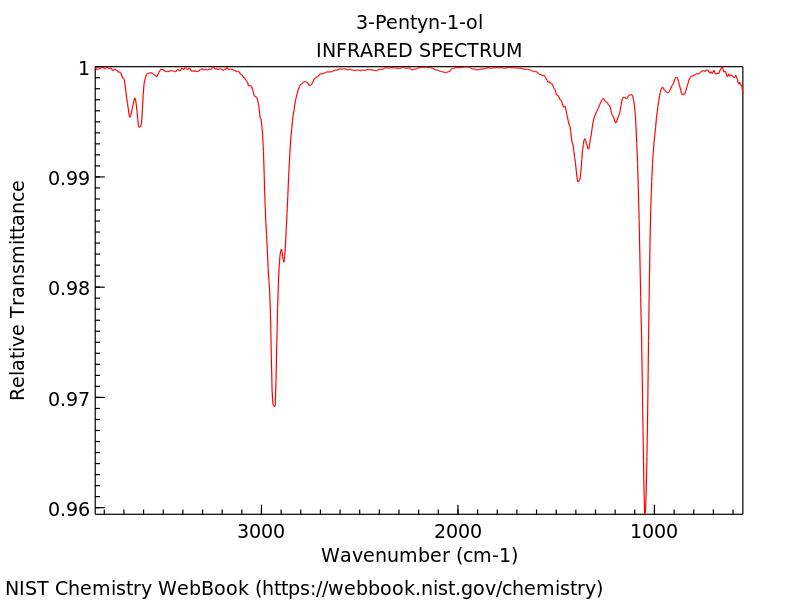 3-Pentyn-1-ol
INFRARED SPECTRUM
1
0.99
0.98
0.97
0.96
Relative Transmittance
3000 2000 1000
Wavenumber (cm-1)
NIST Chemistry WebBook (https://webbook.nist.gov/chemistry)